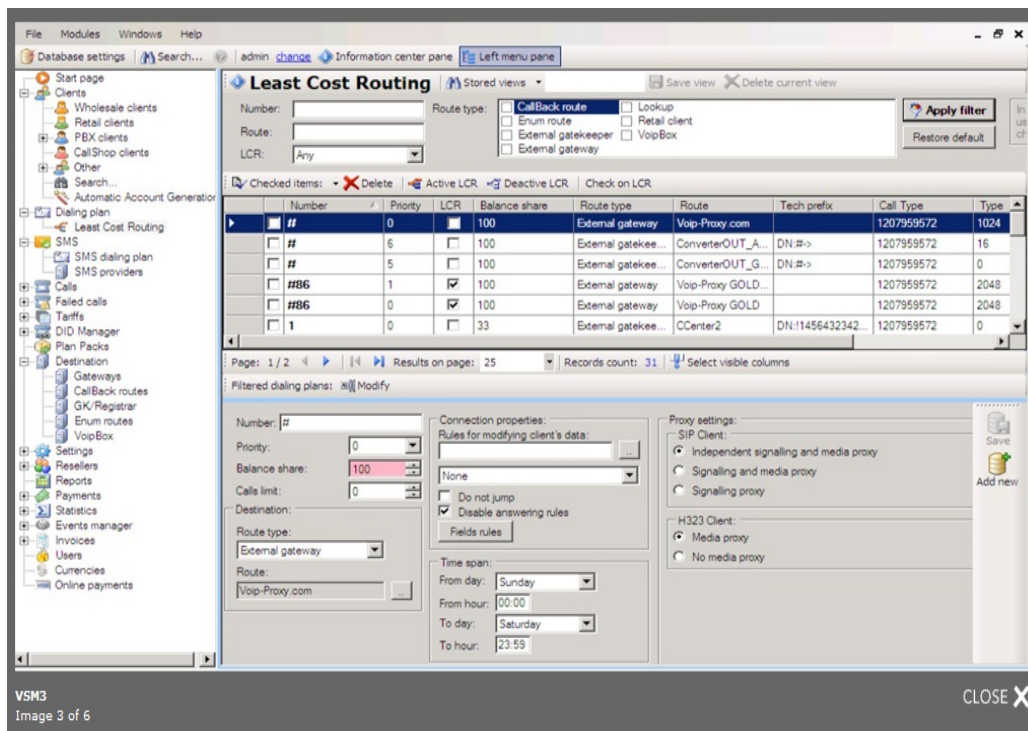 File Modules Windows Help
Database settings Search... admin change Information center pane Left menu pane
Start page
Clients
Wholesale clients
Retail clients
PBX clients
CallShop clients
Other
Search...
Automatic Account Generator
Dialing plan
Least Cost Routing
SMS
SMS dialing plan
SMS providers
Calls
Failed calls
Tariffs
DID Manager
Plan Packs
Destination
Gateways
CallBack routes
GK/Registrar
Enum routes
VoipBox
Settings
Resellers
Reports
Payments
Statistics
Events manager
Invoices
Users
Currencies
Online payments
Least Cost Routing Stored views Save view Delete current view
Number:
Route:
LCR: Any
Route type:
CallBack route Lookup
Enum route Retail client
External gatekeeper VoipBox
External gateway
Apply filter
Restore default
In
us
ch
Checked items: Delete Active LCR Deactive LCR Check on LCR
Number Priority LCR Balance share Route type Route Tech prefix Call Type Type
# 0 100 External gateway Voip-Proxy.com 1207959572 1024
# 6 100 External gatekee... ConverterOUT_A... DN:#-> 1207959572 16
# 5 100 External gatekee... ConverterOUT_G... DN:#-> 1207959572 0
#86 1 100 External gateway Voip-Proxy GOLD... 1207959572 2048
#86 0 100 External gateway Voip-Proxy GOLD 1207959572 2048
1 0 33 External gatekee... CCenter2 DN:!1456432342... 1207959572 0
Page: 1/2 Results on page: 25 Records count: 31 Select visible columns
Filtered dialing plans: Modify
Number: #
Priority: 0
Balance share: 100
Calls limit: 0
Destination:
Route type:
External gateway
Route:
Voip-Proxy.com ...
Connection properties:
Rules for modifying client's data:
...
None
Do not jump
Disable answering rules
Fields rules
Time span:
From day: Sunday
From hour: 00:00
To day: Saturday
To hour: 23:59
Proxy settings:
SIP Client:
Independent signalling and media proxy
Signalling and media proxy
Signalling proxy
H323 Client:
Media proxy
No media proxy
Save
Add new
VSM3
Image 3 of 6
CLOSE X